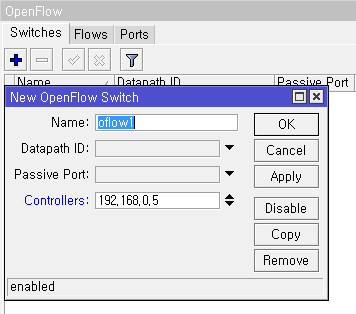 OpenFlow
Switches Flows Ports
Name Datapath ID Passive Port
New OpenFlow Switch
Name: oflow1 OK
Datapath ID: Cancel
Passive Port: Apply
Controllers: 192,168,0,5 Disable
Copy
Remove
enabled